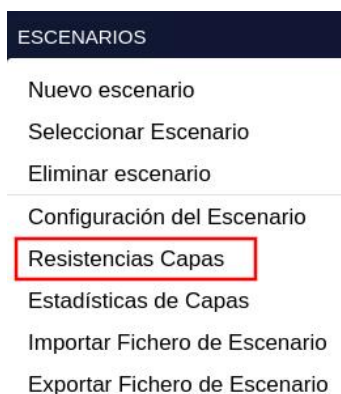 ESCENARIOS
Nuevo escenario
Seleccionar Escenario
Eliminar escenario
Configuración del Escenario
Resistencias Capas
Estadísticas de Capas
Importar Fichero de Escenario
Exportar Fichero de Escenario